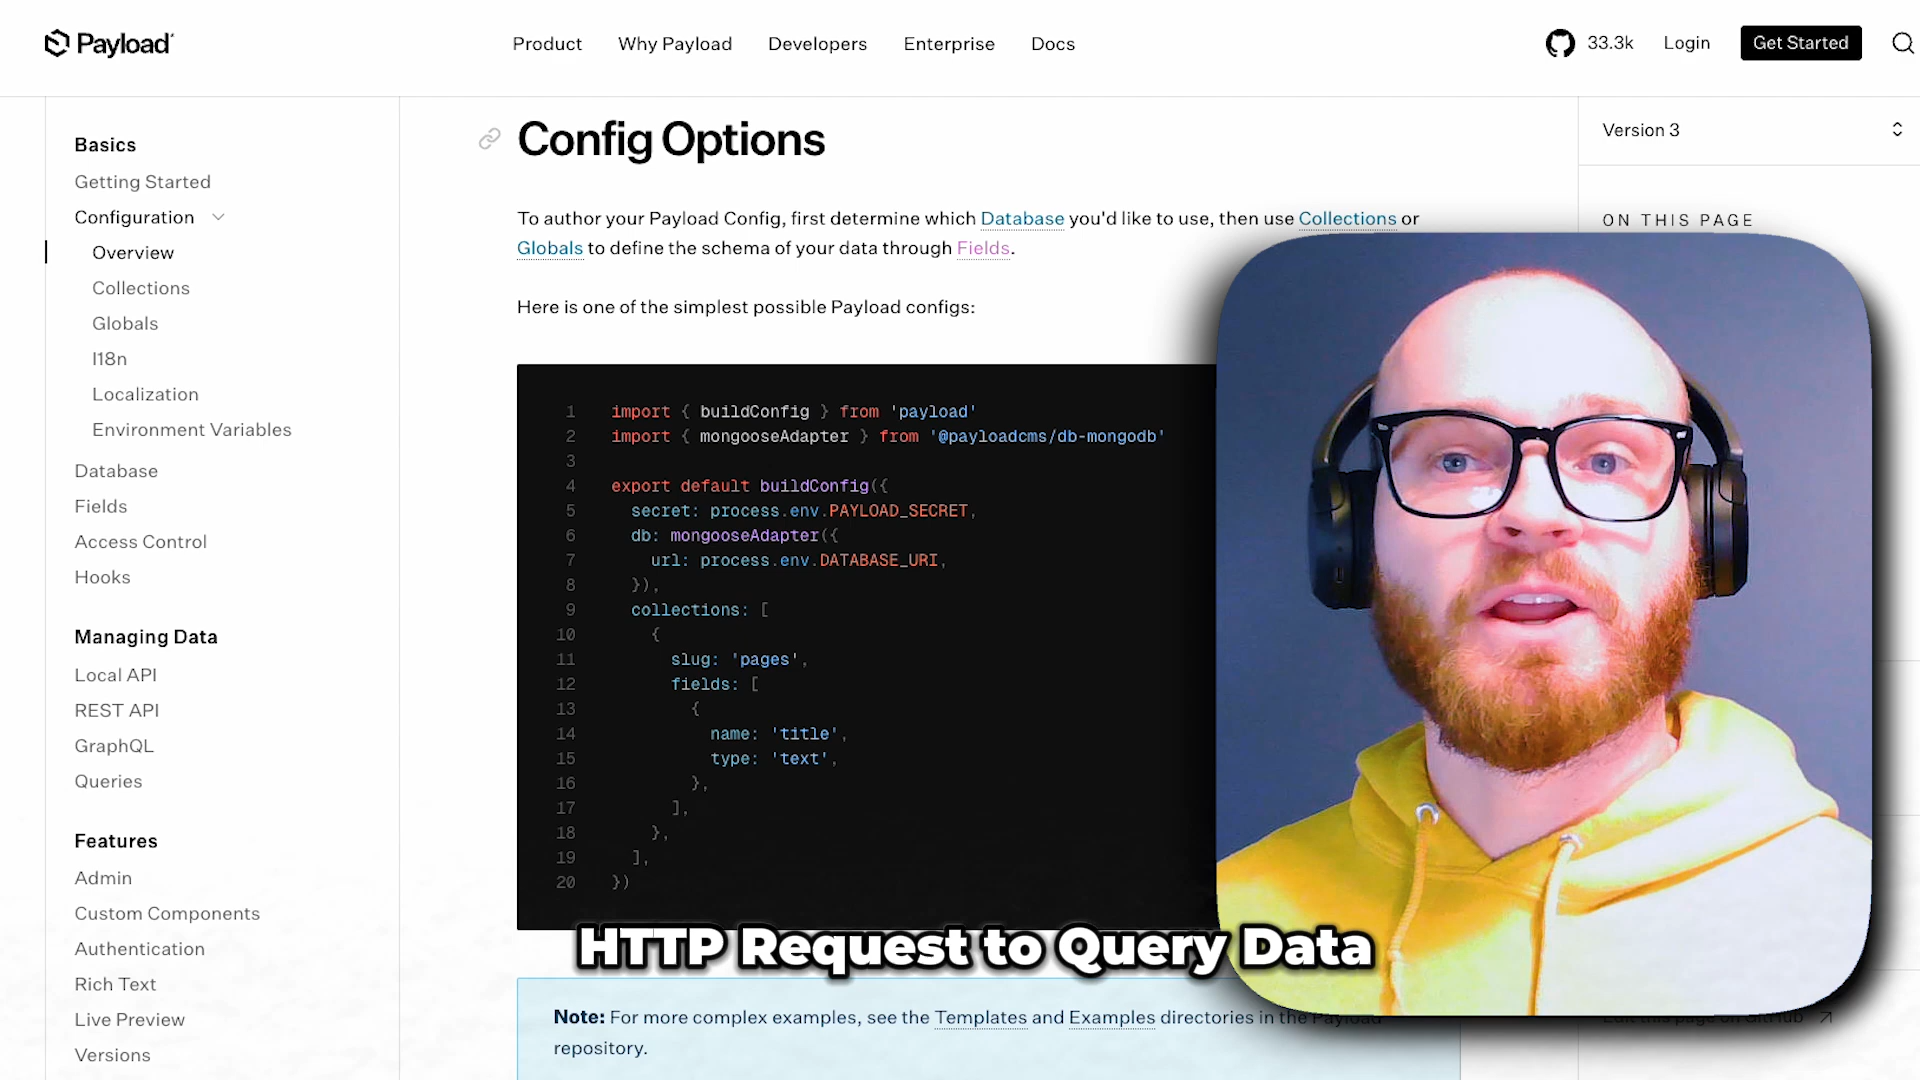 Payload
Product
Why Payload
Developers
Enterprise
Docs
33.3k
Login
Get Started
Basics
Getting Started
Configuration
Overview
Collections
Globals
I18n
Localization
Environment Variables
Database
Fields
Access Control
Hooks
Managing Data
Local API
REST API
GraphQL
Queries
Features
Admin
Custom Components
Authentication
Rich Text
Live Preview
Versions
Config Options
To author your Payload Config, first determine which Database you'd like to use, then use Collections or
Globals to define the schema of your data through Fields.
Here is one of the simplest possible Payload configs:
1 import { buildConfig } from 'payload'
2 import { mongooseAdapter } from '@payloadcms/db-mongodb'
3
4 export default buildConfig({
5 secret: process.env.PAYLOAD_SECRET,
6 db: mongooseAdapter({
7 url: process.env.DATABASE_URI,
8 }),
9 collections: [
10 {
11 slug: 'pages',
12 fields: [
13 {
14 name: 'title',
15 type: 'text',
16 },
17 ],
18 },
19 ],
20 })
HTTP Request to Query Data
Note: For more complex examples, see the Templates and Examples directories in the Payload
repository.
Version 3
ON THIS PAGE
Edit this page on GitHub